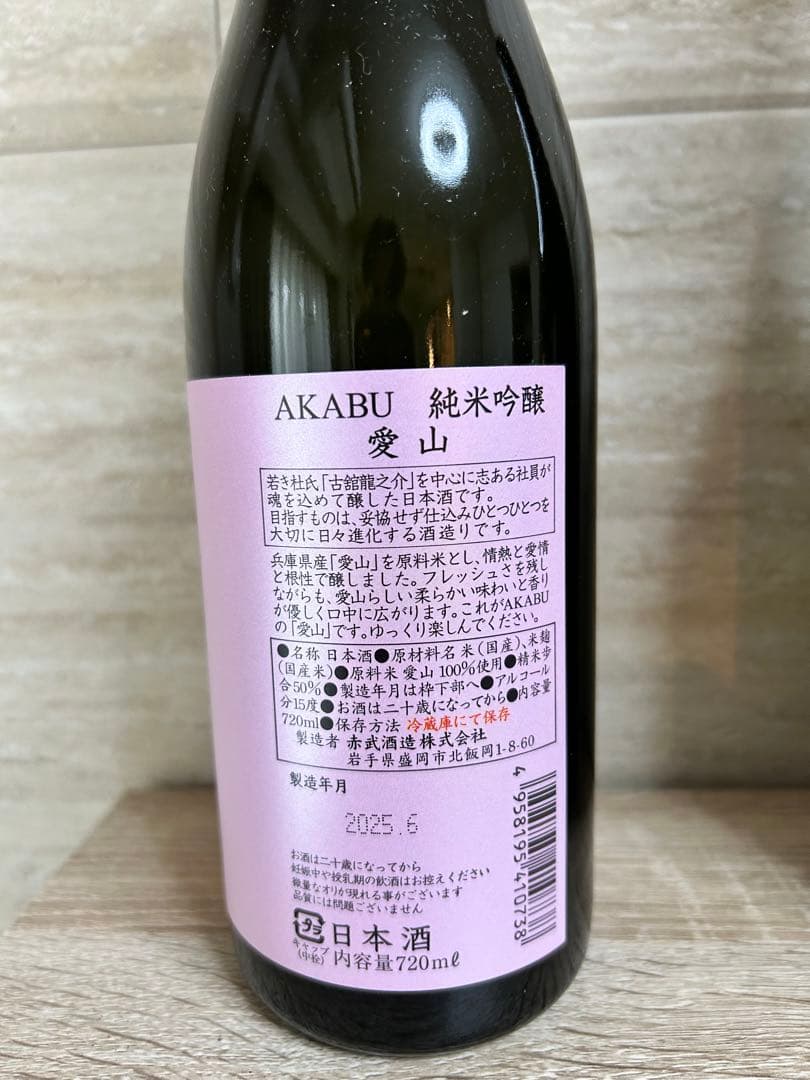 AKABU 純米吟醸
愛山
若き杜氏「古舘龍之介」を中心に志ある社員が
魂を込めて醸した日本酒です。
目指すものは、妥協せず仕込みひとつひとつを
大切に日々進化する酒造りです。
兵庫県産「愛山」を原料米とし、情熱と愛情
と根性で醸しました。フレッシュさを残し
ながらも、愛山らしい柔らかい味わいと香り
が優しく口中に広がります。これがAKABU
の「愛山」です。ゆっくり楽しんでください。
●名称 日本酒●原材料名 米(国産)、米麹
(国産米)●原料米 愛山 100%使用●精米歩
合50%●製造年月は枠下部へ●アルコール
分15度●お酒は二十歳になってから●内容量
720ml●保存方法 冷蔵庫にて保存
製造者 赤武酒造株式会社
岩手県盛岡市北飯岡1-8-60
製造年月
2025.6
お酒は二十歳になってから
妊娠中や授乳期の飲酒はお控えください
微量なオリが現れる事がございます
品質には問題ございません
プラ
キャップ
(中栓)
日本酒
内容量720mℓ
4958195410738